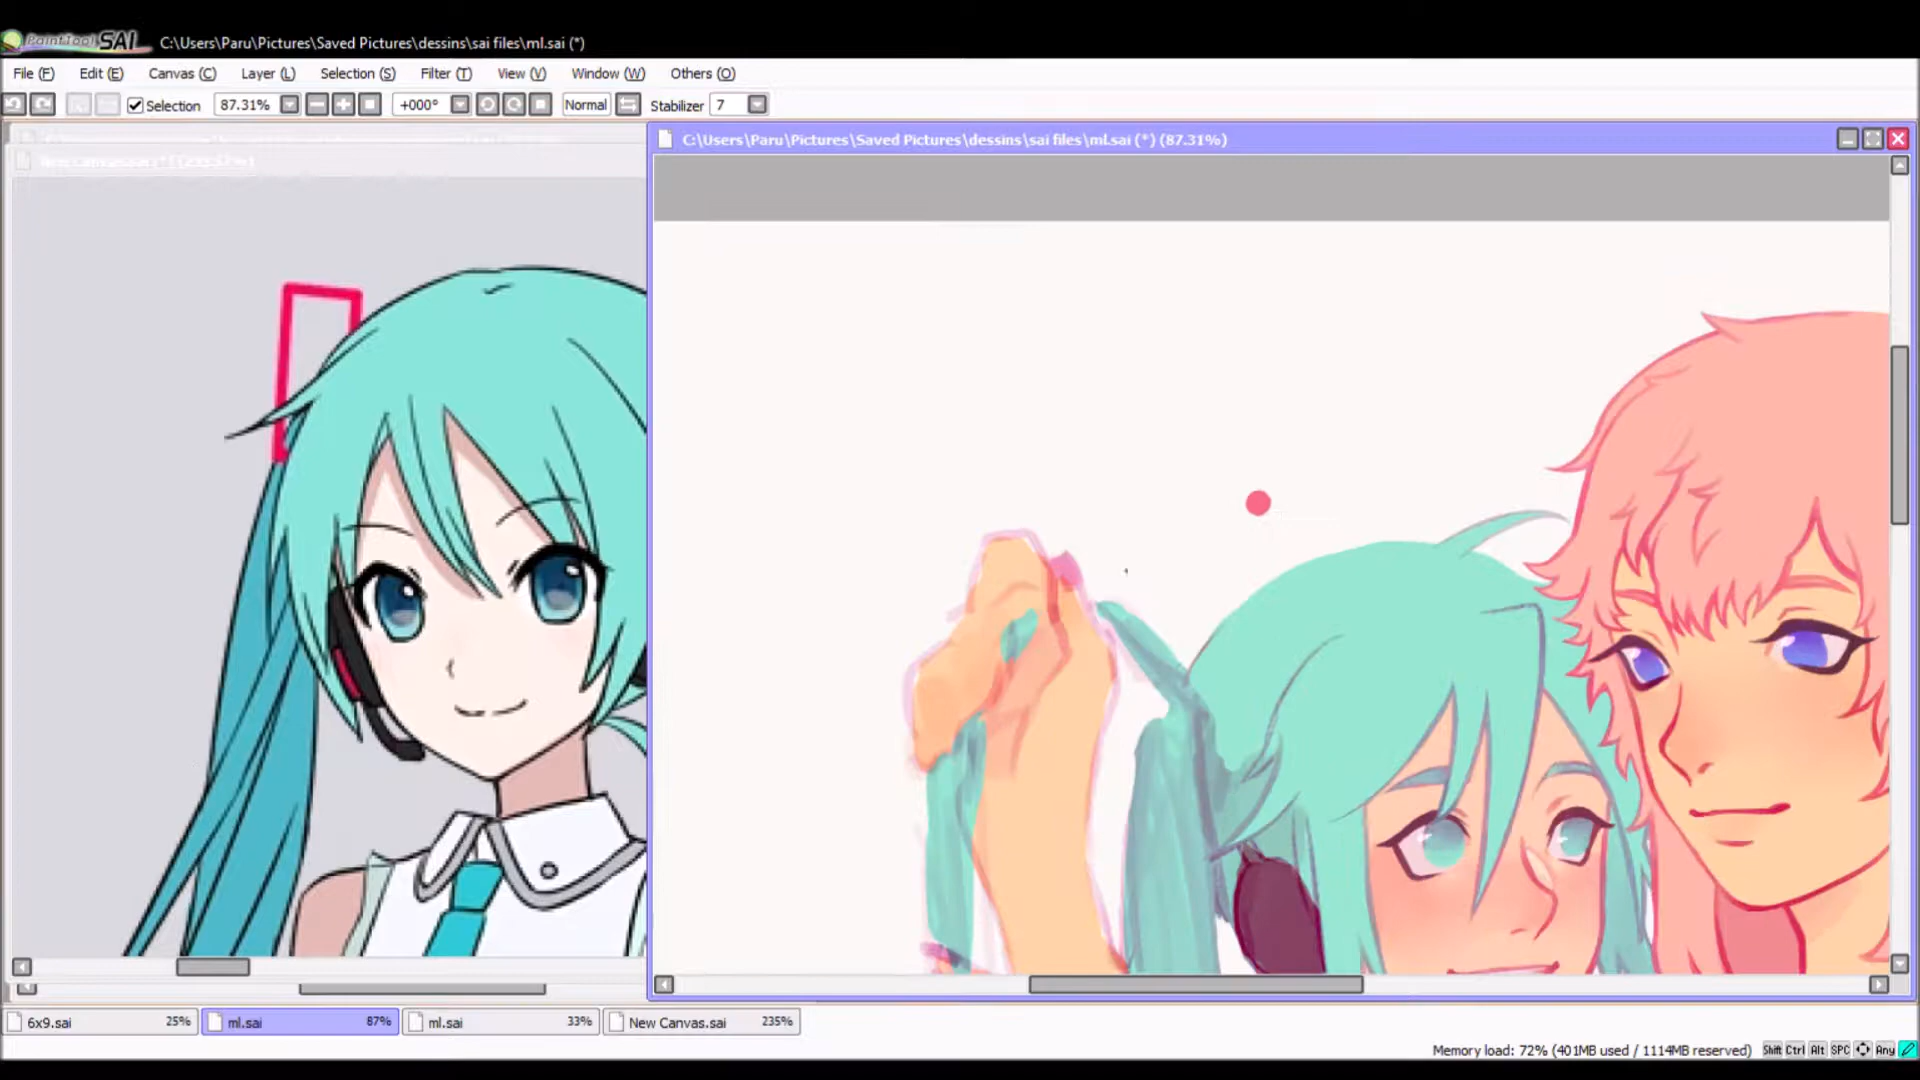 PaintTool SAI C:\Users\Paru\Pictures\Saved Pictures\dessins\sai files\ml.sai (*)
File (F) Edit (E) Canvas (C) Layer (L) Selection (S) Filter (T) View (V) Window (W) Others (O)
Selection 87.31% +000° Normal Stabilizer 7
C:\Users\Paru\Pictures\Saved Pictures\dessins\sai files\ml.sai (*) (87.31%)
6x9.sai 25% ml.sai 87% ml.sai 33% New Canvas.sai 235%
Memory load: 72% (401MB used / 1114MB reserved) Shift Ctrl Alt SPC Any